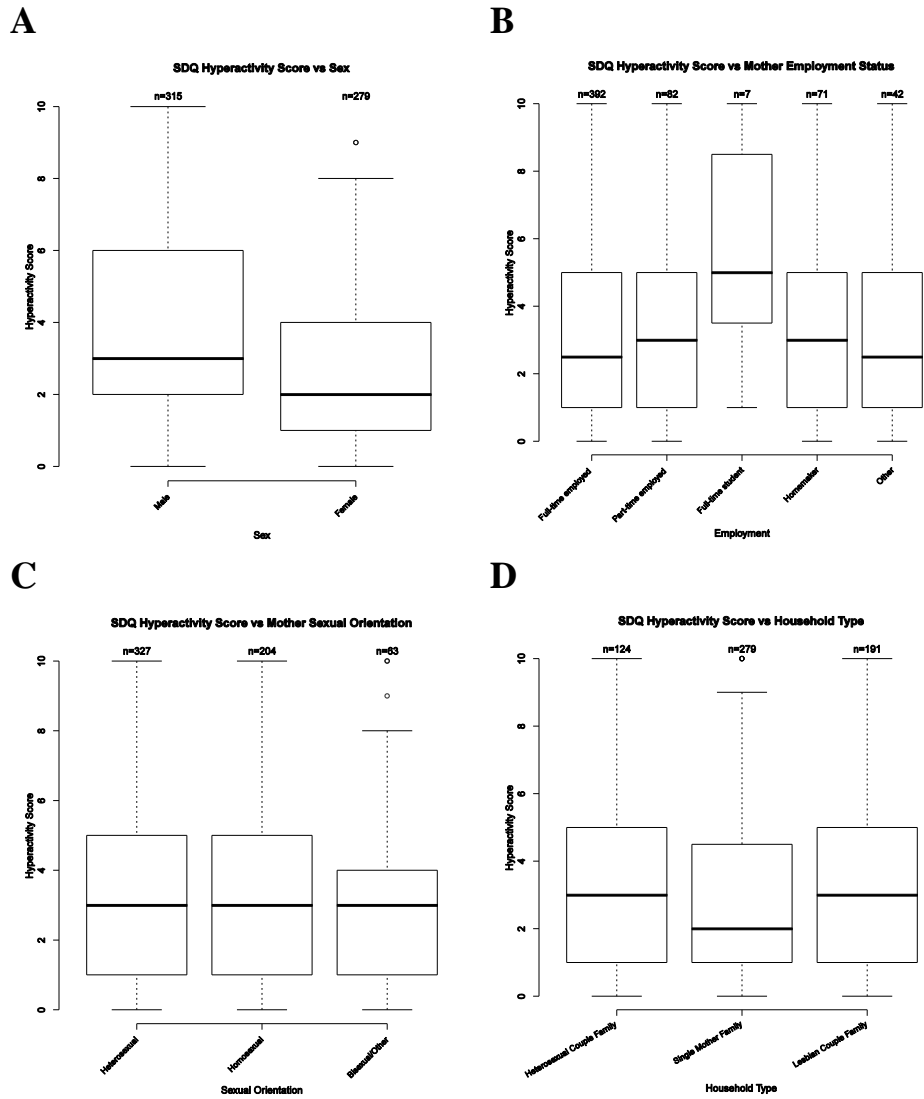 A
SDQ Hyperactivity Score vs Sex
n=315 n=279
Hyperactivity Score
0 2 4 6 8 10
Male Female
Sex
B
SDQ Hyperactivity Score vs Mother Employment Status
n=392 n=82 n=7 n=71 n=42
Hyperactivity Score
0 2 4 6 8 10
Full-time employed Part-time employed Full-time student Homemaker Other
Employment
C
SDQ Hyperactivity Score vs Mother Sexual Orientation
n=327 n=204 n=63
Hyperactivity Score
0 2 4 6 8 10
Heterosexual Homosexual Bisexual/Other
Sexual Orientation
D
SDQ Hyperactivity Score vs Household Type
n=124 n=279 n=191
Hyperactivity Score
0 2 4 6 8 10
Heterosexual Couple Family Single Mother Family Lesbian Couple Family
Household Type